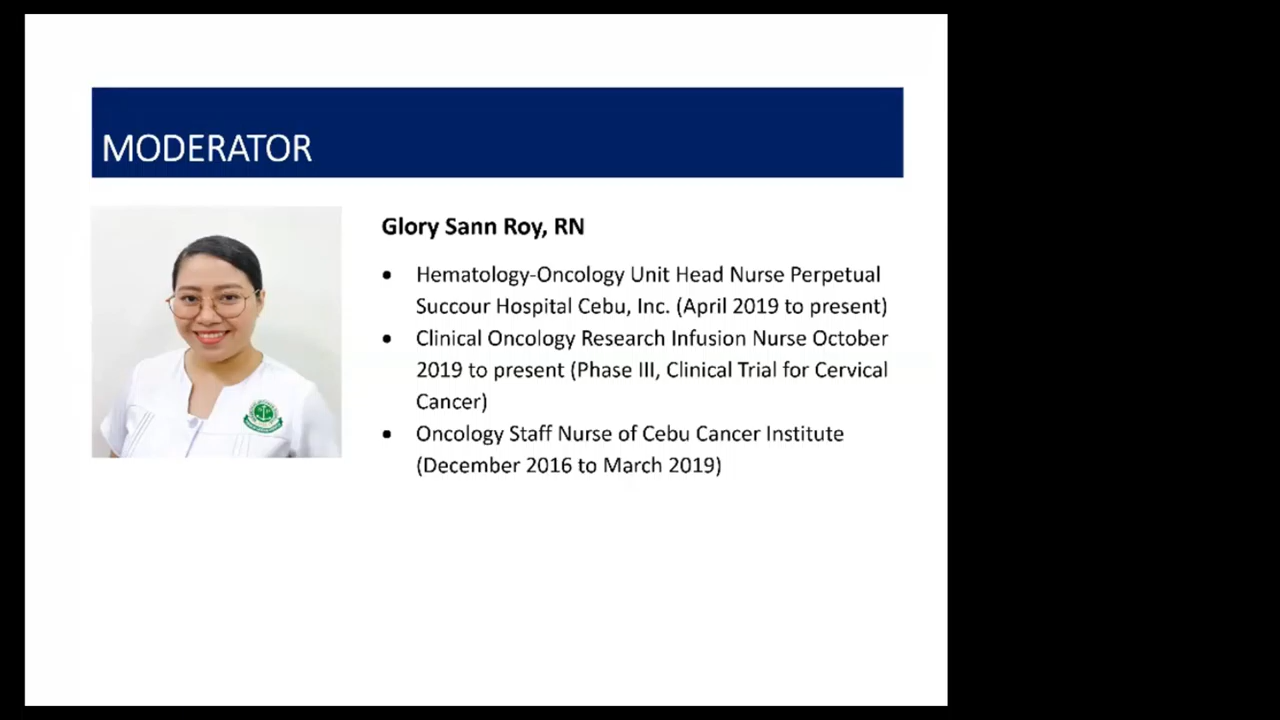 MODERATOR
Glory Sann Roy, RN
• Hematology-Oncology Unit Head Nurse Perpetual
Succour Hospital Cebu, Inc. (April 2019 to present)
• Clinical Oncology Research Infusion Nurse October
2019 to present (Phase III, Clinical Trial for Cervical
Cancer)
• Oncology Staff Nurse of Cebu Cancer Institute
(December 2016 to March 2019)